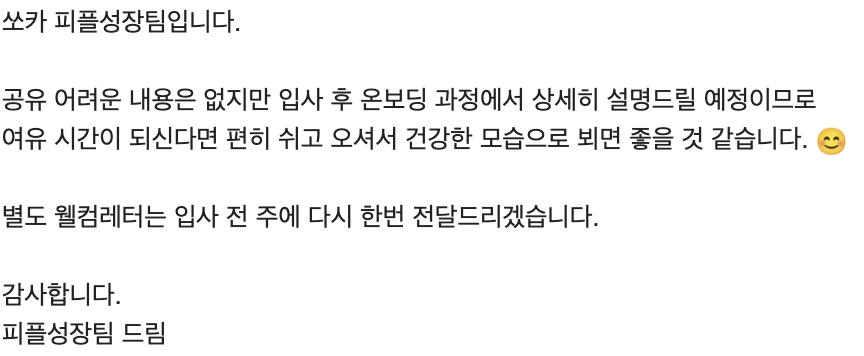 쏘카 피플성장팀입니다.
공유 어려운 내용은 없지만 입사 후 온보딩 과정에서 상세히 설명드릴 예정이므로
여유 시간이 되신다면 편히 쉬고 오셔서 건강한 모습으로 뵈면 좋을 것 같습니다. 😊
별도 웰컴레터는 입사 전 주에 다시 한번 전달드리겠습니다.
감사합니다.
피플성장팀 드림